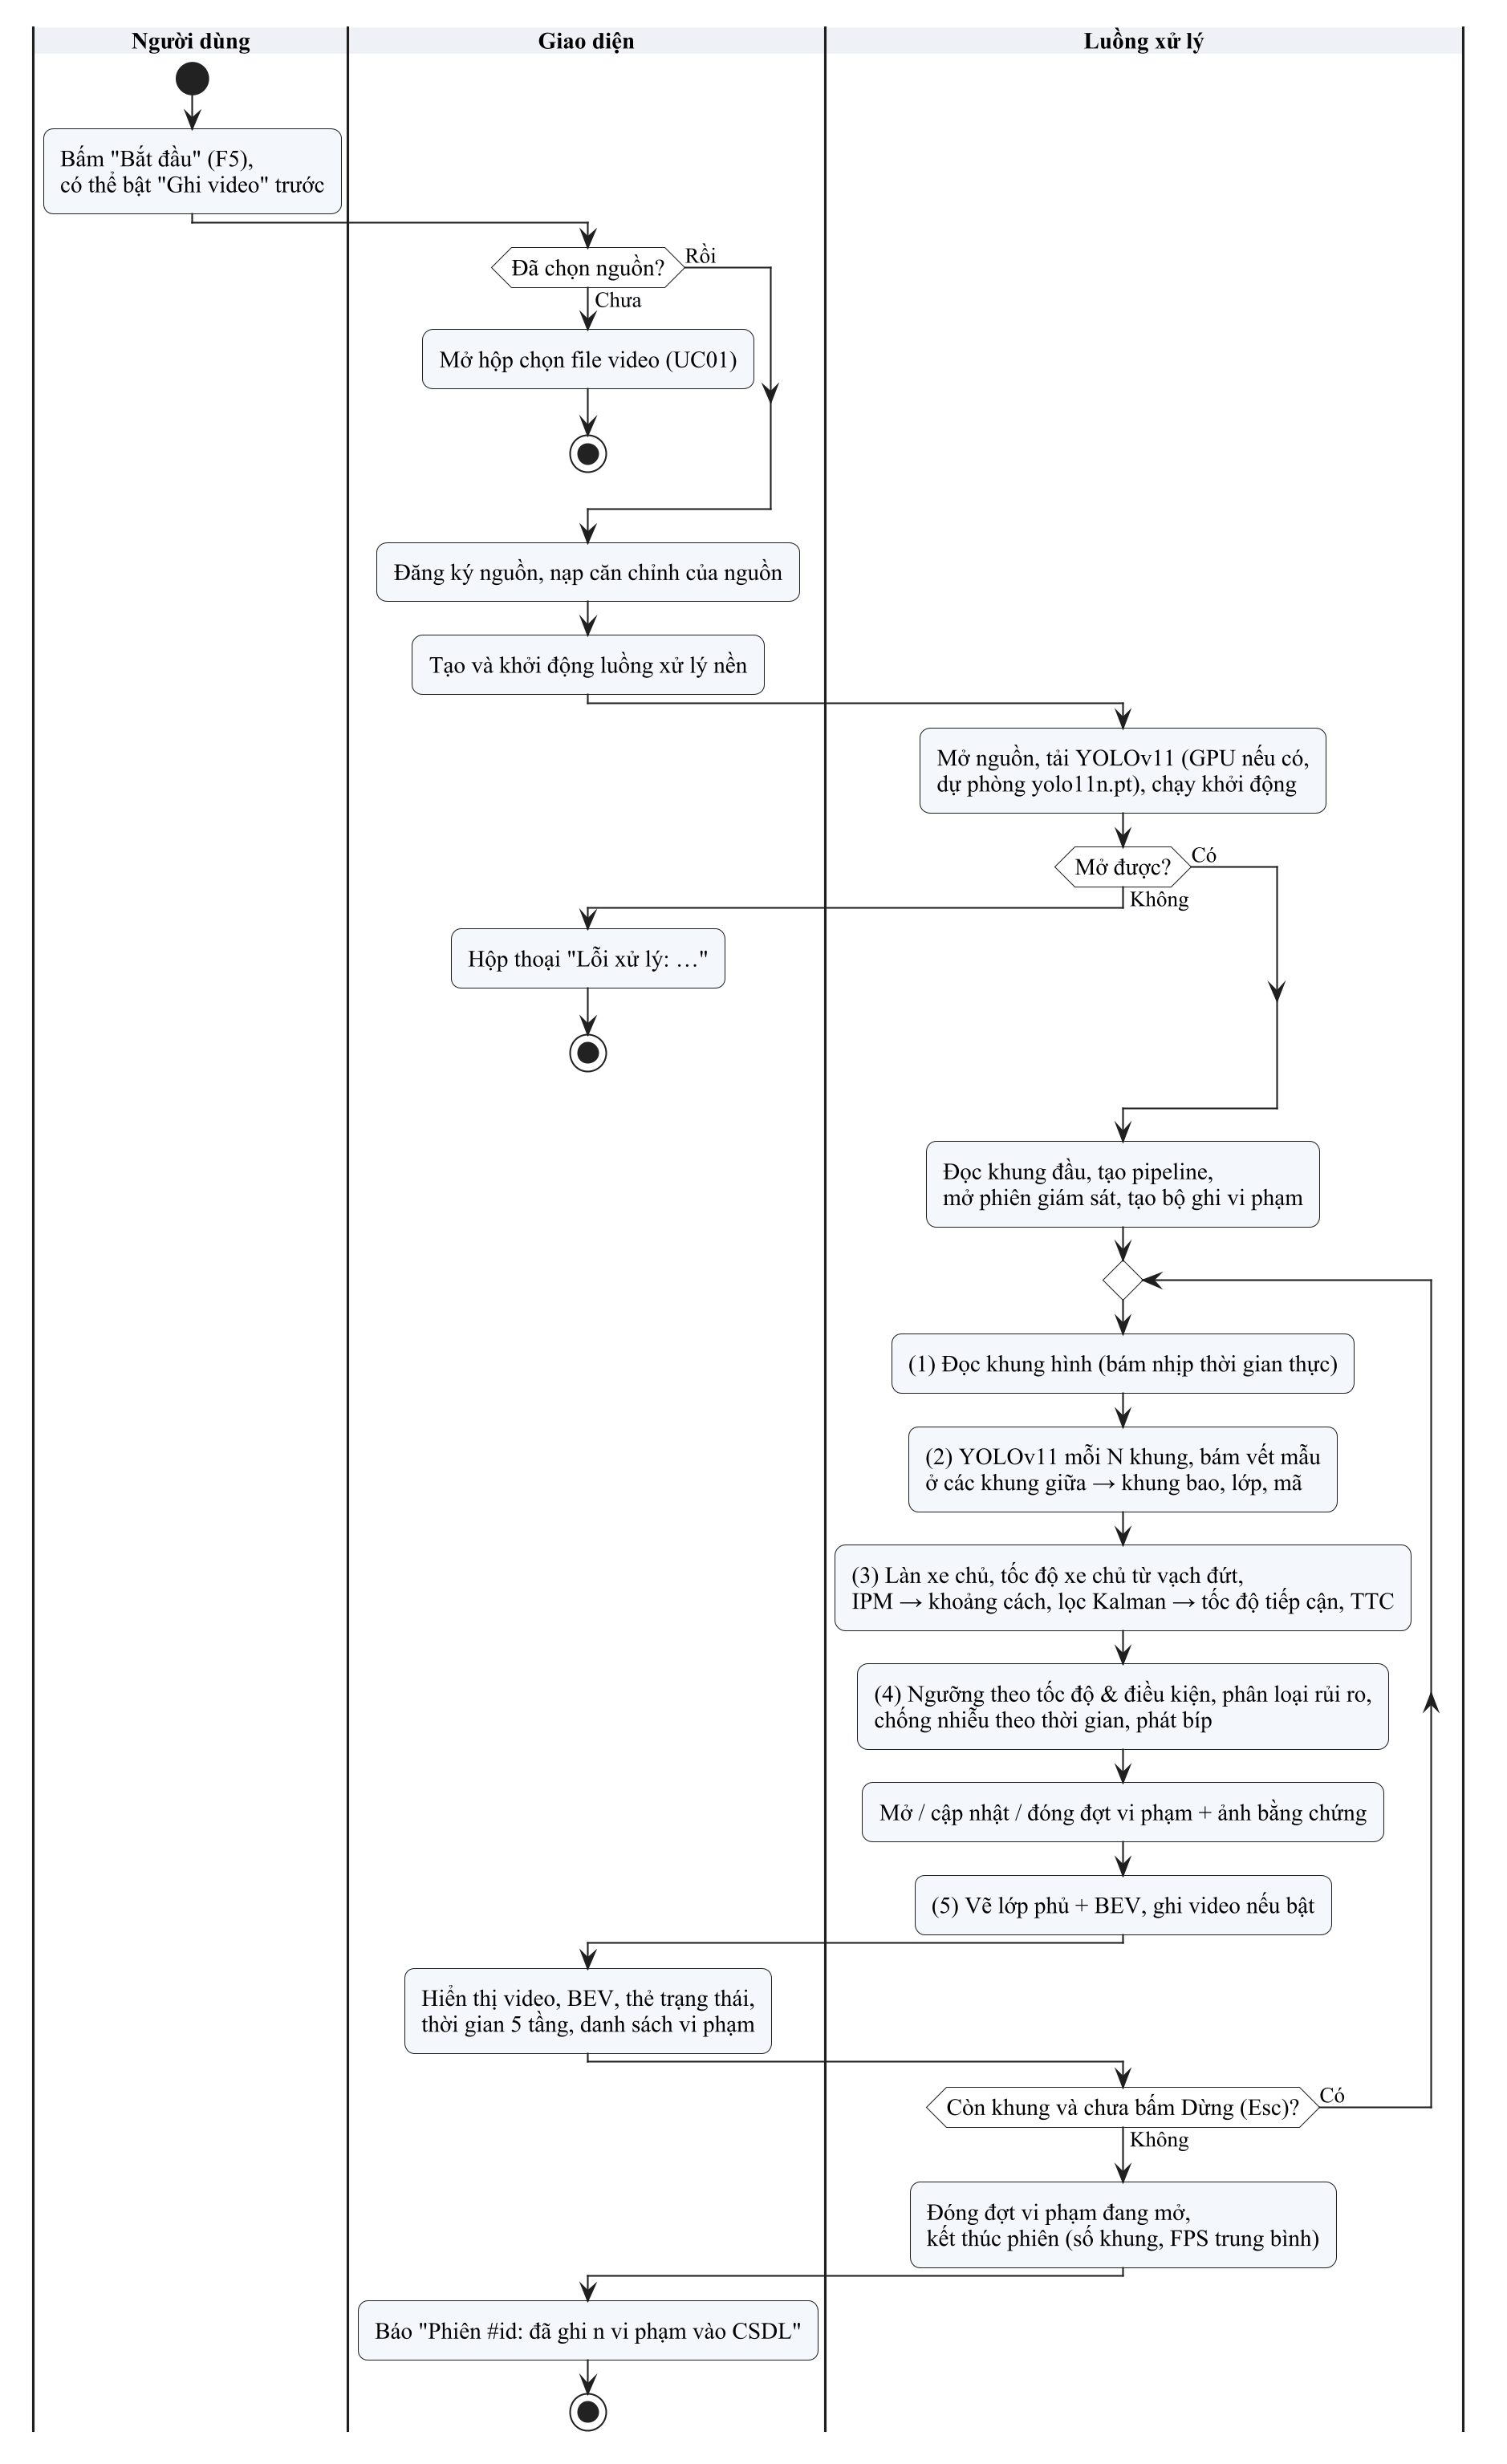 Người dùng
Giao diện
Luồng xử lý
Bấm "Bắt đầu" (F5),
có thể bật "Ghi video" trước
Đã chọn nguồn?
Rồi
Chưa
Mở hộp chọn file video (UC01)
Đăng ký nguồn, nạp căn chỉnh của nguồn
Tạo và khởi động luồng xử lý nền
Mở nguồn, tải YOLOv11 (GPU nếu có,
dự phòng yolo11n.pt), chạy khởi động
Mở được?
Có
Không
Hộp thoại "Lỗi xử lý: …"
Đọc khung đầu, tạo pipeline,
mở phiên giám sát, tạo bộ ghi vi phạm
(1) Đọc khung hình (bám nhịp thời gian thực)
(2) YOLOv11 mỗi N khung, bám vết mẫu
ở các khung giữa → khung bao, lớp, mã
(3) Làn xe chủ, tốc độ xe chủ từ vạch đứt,
IPM → khoảng cách, lọc Kalman → tốc độ tiếp cận, TTC
(4) Ngưỡng theo tốc độ & điều kiện, phân loại rủi ro,
chống nhiễu theo thời gian, phát bíp
Mở / cập nhật / đóng đợt vi phạm + ảnh bằng chứng
(5) Vẽ lớp phủ + BEV, ghi video nếu bật
Hiển thị video, BEV, thẻ trạng thái,
thời gian 5 tầng, danh sách vi phạm
Còn khung và chưa bấm Dừng (Esc)?
Có
Không
Đóng đợt vi phạm đang mở,
kết thúc phiên (số khung, FPS trung bình)
Báo "Phiên #id: đã ghi n vi phạm vào CSDL"